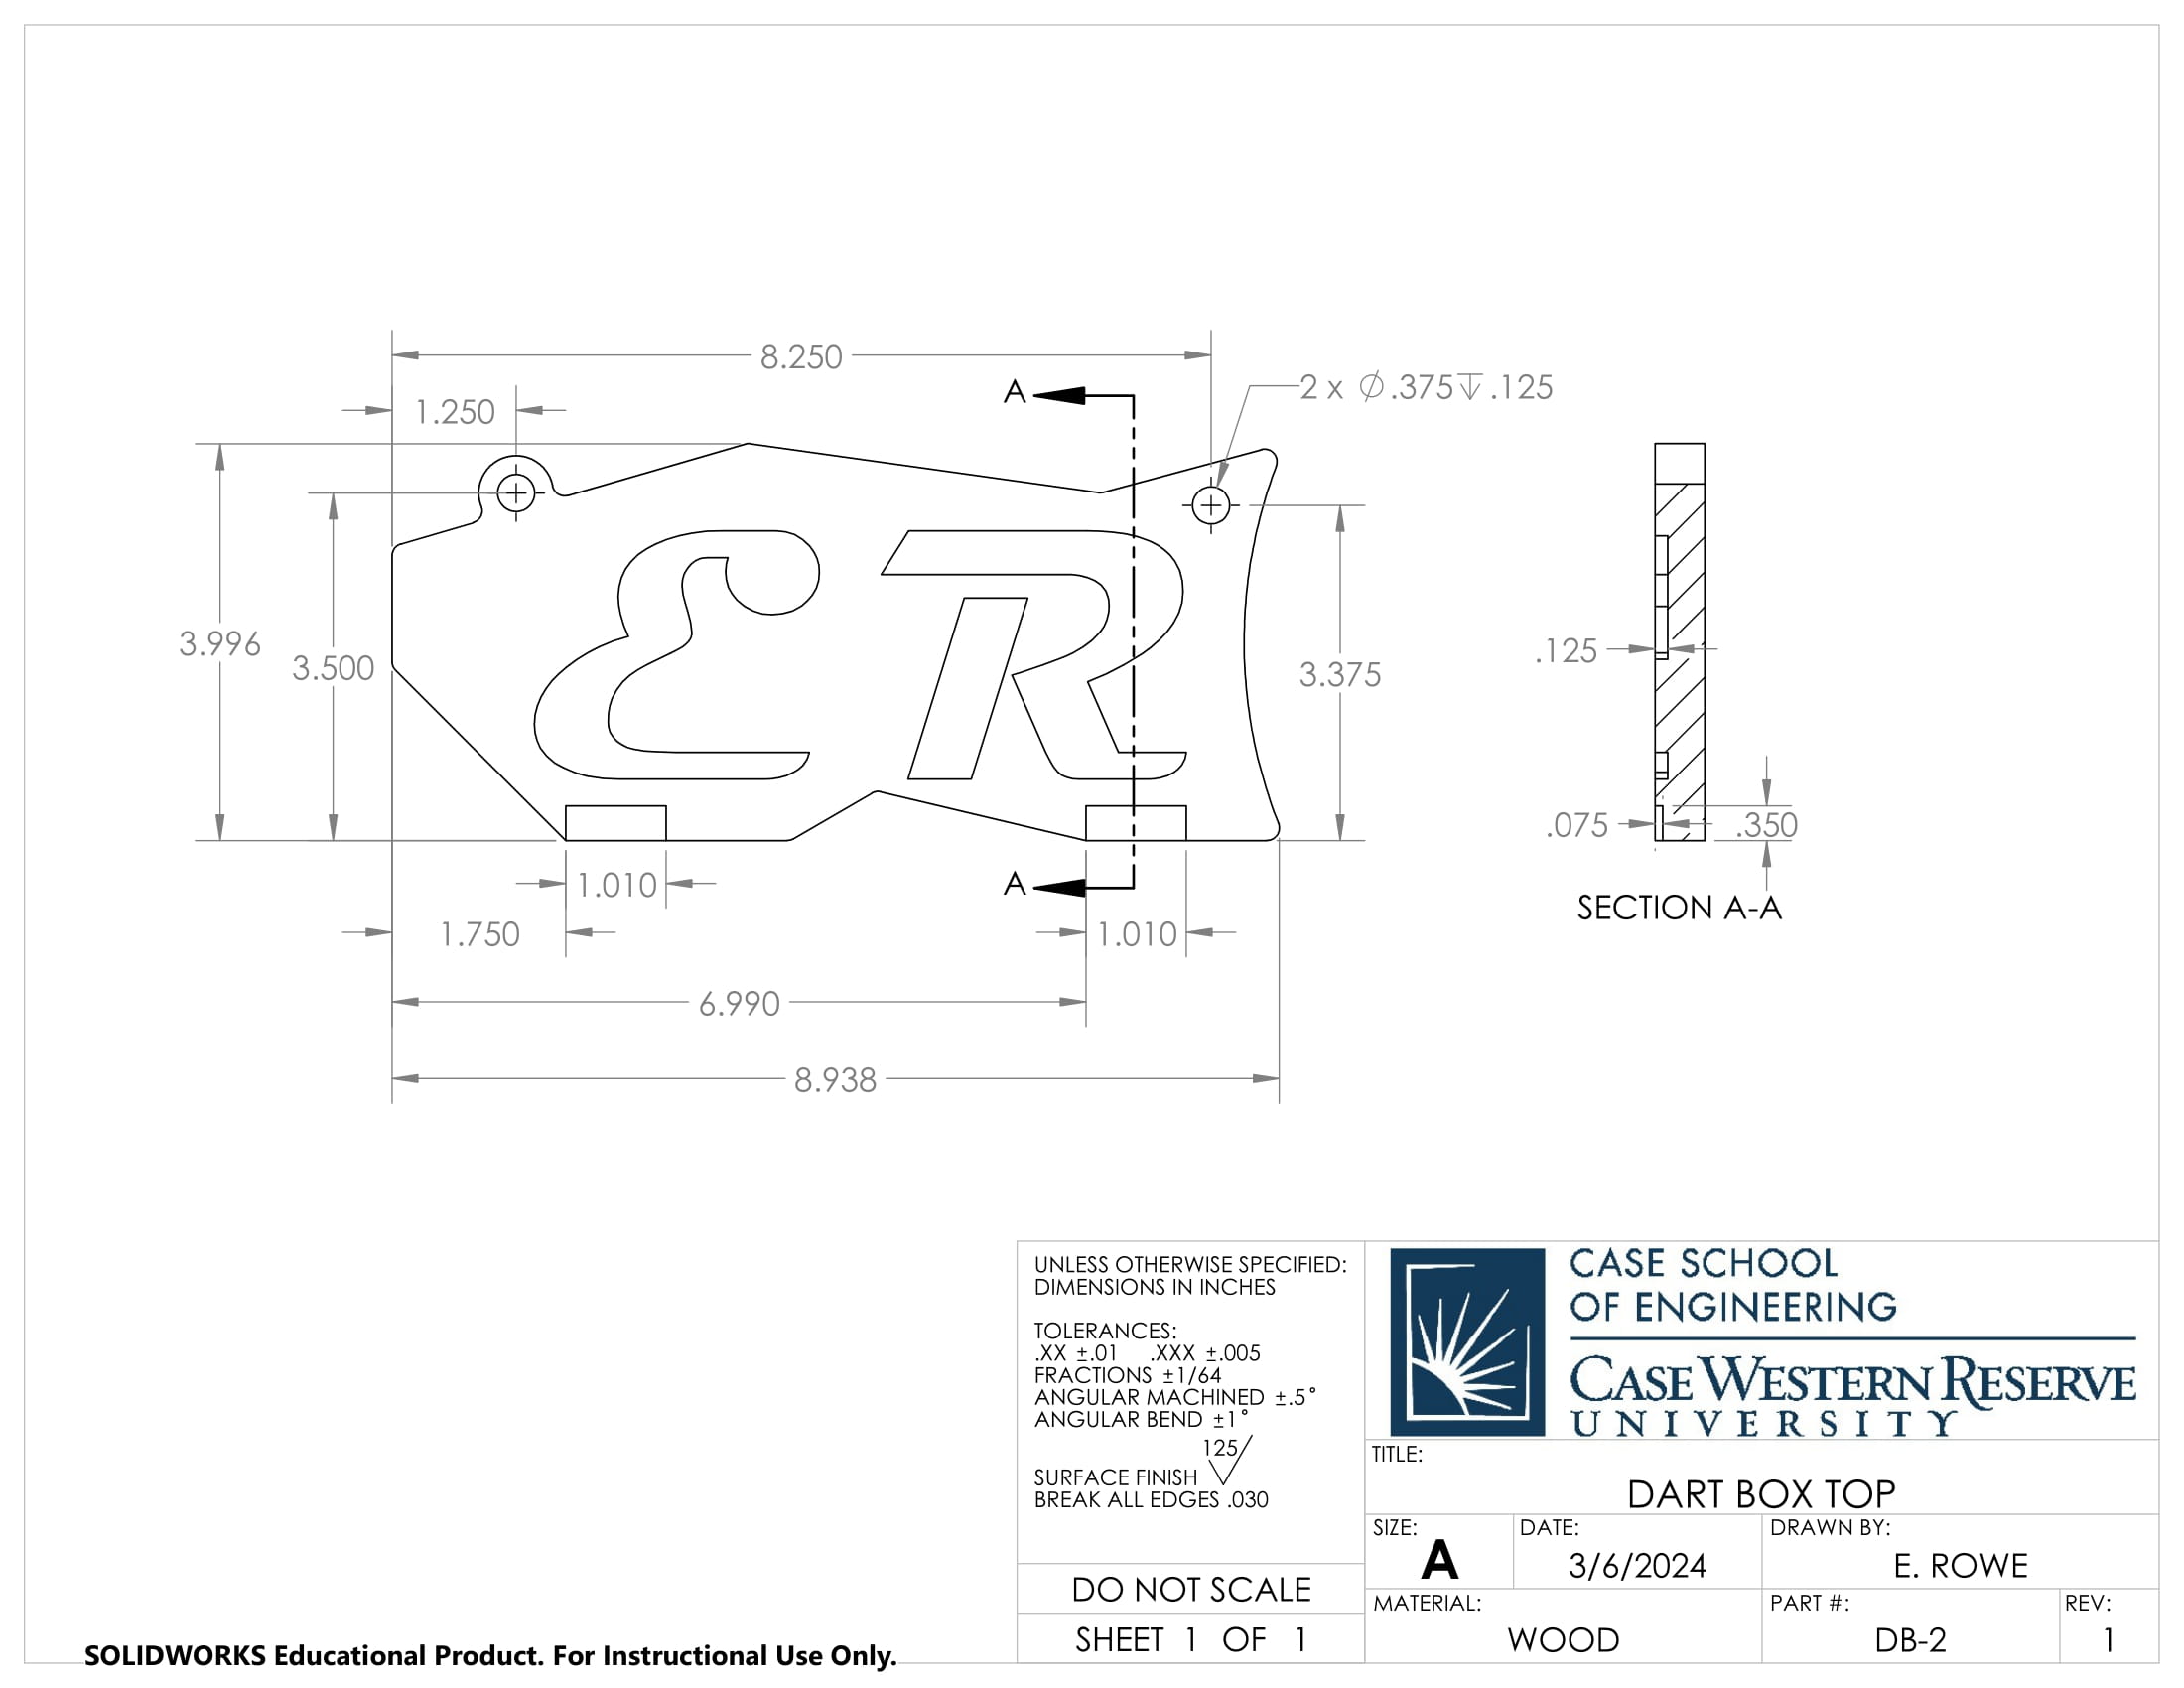 8.250
A
2 x ⌀.375↧.125
1.250
3.996
3.500
3.375
.125
.075
.350
A
1.010
1.010
1.750
SECTION A-A
6.990
8.938
UNLESS OTHERWISE SPECIFIED:
DIMENSIONS IN INCHES
TOLERANCES:
.XX ±.01 .XXX ±.005
FRACTIONS ±1/64
ANGULAR MACHINED ±.5°
ANGULAR BEND ±1°
125
SURFACE FINISH
BREAK ALL EDGES .030
DO NOT SCALE
SHEET 1 OF 1
CASE SCHOOL
OF ENGINEERING
CASE WESTERN RESERVE
UNIVERSITY
TITLE:
DART BOX TOP
SIZE:
A
DATE:
3/6/2024
DRAWN BY:
E. ROWE
MATERIAL:
WOOD
PART #:
DB-2
REV:
1
SOLIDWORKS Educational Product. For Instructional Use Only.
ER